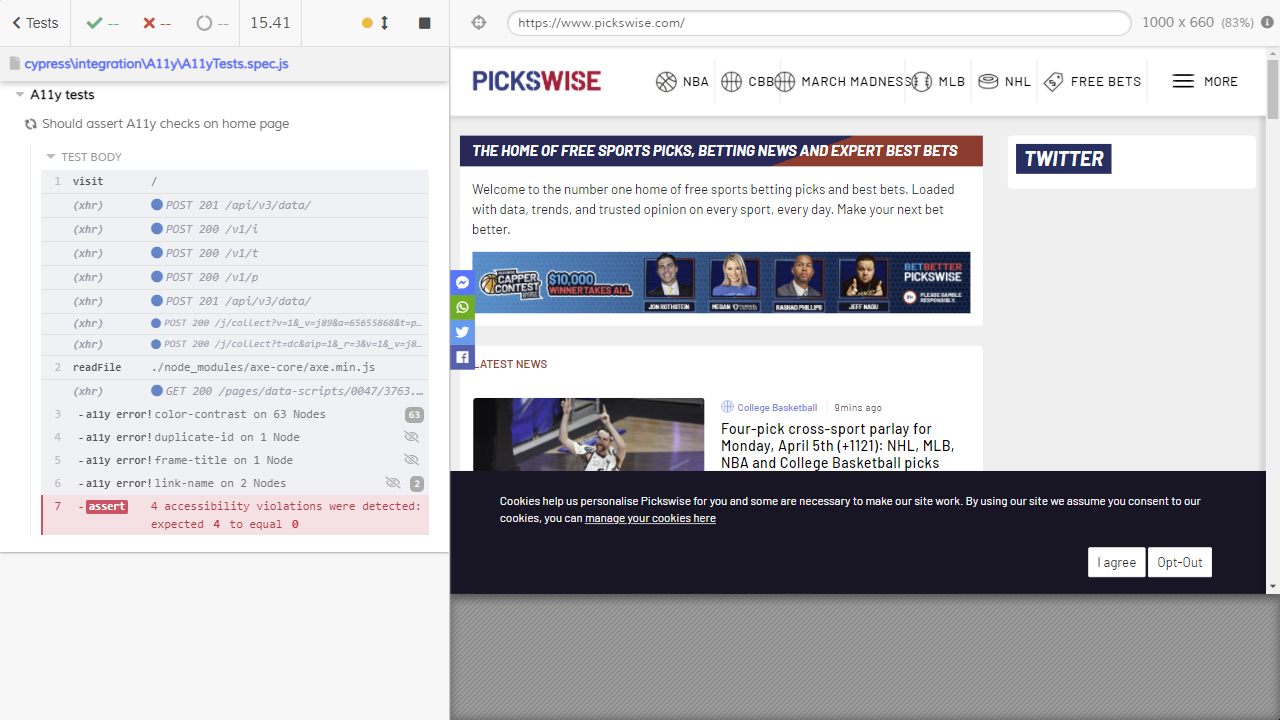 Tests
--
--
--
15.41
https://www.pickswise.com/
1000 x 660 (83%)
cypress\integration\A11y\A11yTests.spec.js
A11y tests
Should assert A11y checks on home page
TEST BODY
1 visit /
(xhr) POST 201 /api/v3/data/
(xhr) POST 200 /v1/i
(xhr) POST 200 /v1/t
(xhr) POST 200 /v1/p
(xhr) POST 201 /api/v3/data/
(xhr) POST 200 /j/collect?v=1&_v=j89&a=65655868&t=p…
(xhr) POST 200 /j/collect?t=dc&aip=1&_r=3&v=1&_v=j8…
2 readFile ./node_modules/axe-core/axe.min.js
(xhr) GET 200 /pages/data-scripts/0047/3763.…
3 -a11y error! color-contrast on 63 Nodes 63
4 -a11y error! duplicate-id on 1 Node
5 -a11y error! frame-title on 1 Node
6 -a11y error! link-name on 2 Nodes 2
7 -assert 4 accessibility violations were detected:
expected 4 to equal 0
PICKSWISE
NBA
CBB
MARCH MADNESS
MLB
NHL
FREE BETS
MORE
THE HOME OF FREE SPORTS PICKS, BETTING NEWS AND EXPERT BEST BETS
Welcome to the number one home of free sports betting picks and best bets. Loaded
with data, trends, and trusted opinion on every sport, every day. Make your next bet
better.
CAPPER
CONTEST
$10,000
WINNER TAKES ALL
JON ROTHSTEIN
MEGAN
RASHAD PHILLIPS
JEFF NADU
BETBETTER
PICKSWISE
PLEASE GAMBLE
RESPONSIBLY.
TWITTER
LATEST NEWS
College Basketball
9mins ago
Four-pick cross-sport parlay for
Monday, April 5th (+1121): NHL, MLB,
NBA and College Basketball picks
Cookies help us personalise Pickswise for you and some are necessary to make our site work. By using our site we assume you consent to our
cookies, you can manage your cookies here
I agree
Opt-Out